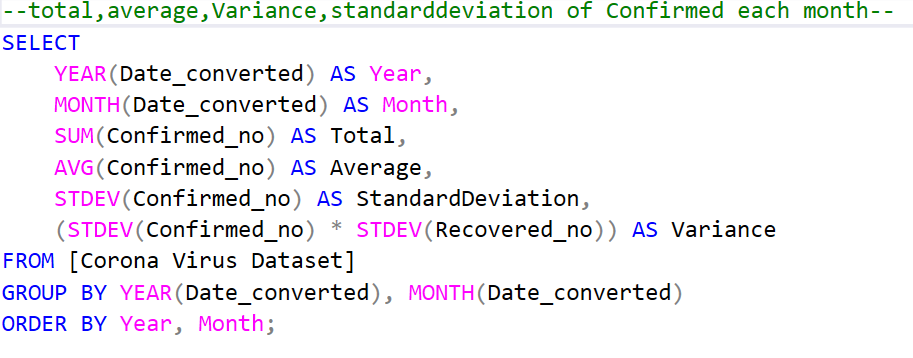 --total,average,Variance,standarddeviation of Confirmed each month--
SELECT
    YEAR(Date_converted) AS Year,
    MONTH(Date_converted) AS Month,
    SUM(Confirmed_no) AS Total,
    AVG(Confirmed_no) AS Average,
    STDEV(Confirmed_no) AS StandardDeviation,
    (STDEV(Confirmed_no) * STDEV(Recovered_no)) AS Variance
FROM [Corona Virus Dataset]
GROUP BY YEAR(Date_converted), MONTH(Date_converted)
ORDER BY Year, Month;